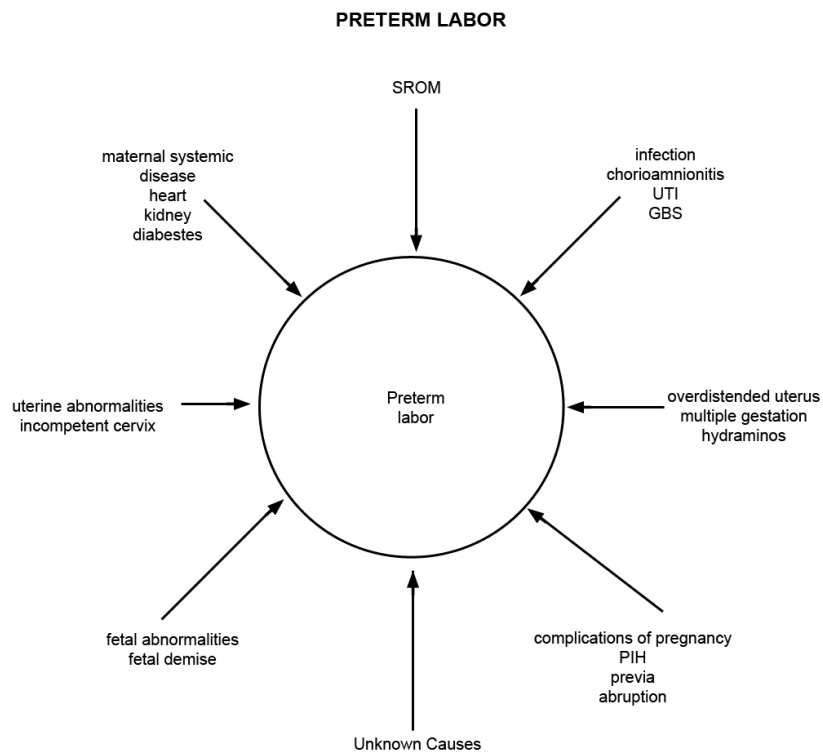 PRETERM LABOR
SROM
maternal systemic
disease
heart
kidney
diabestes
infection
chorioamnionitis
UTI
GBS
uterine abnormalities
incompetent cervix
Preterm
labor
overdistended uterus
multiple gestation
hydraminos
fetal abnormalities
fetal demise
complications of pregnancy
PIH
previa
abruption
Unknown Causes